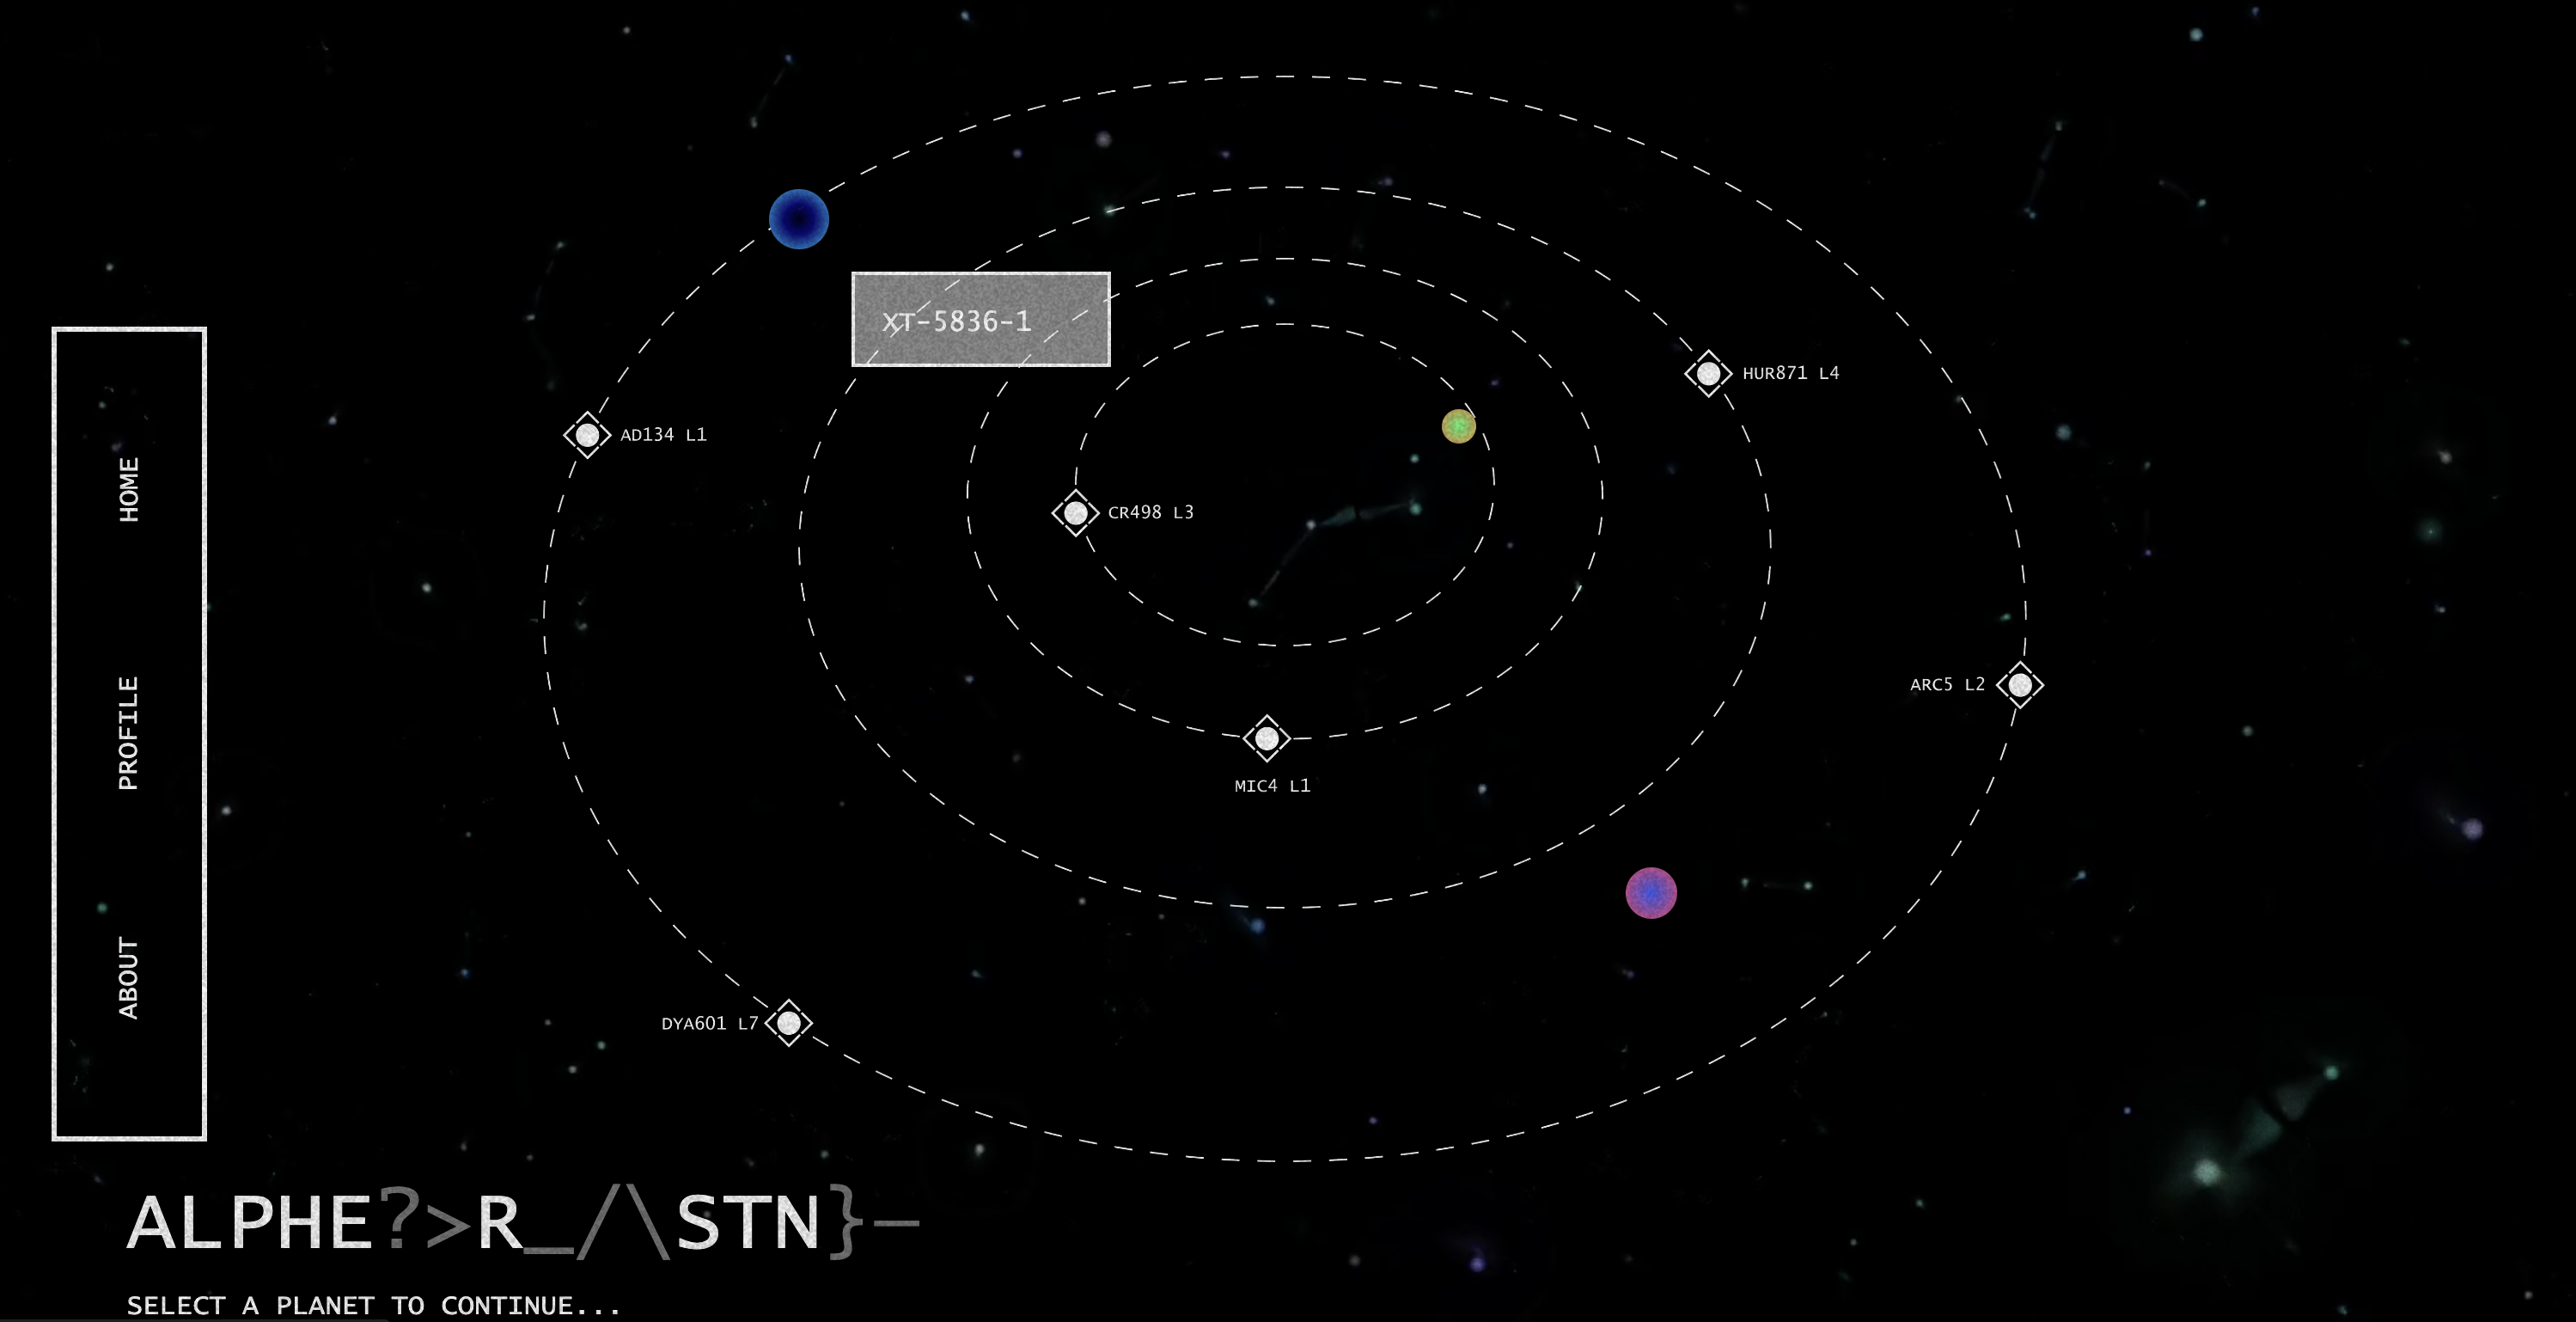 XT-5836-1
HUR871 L4
AD134 L1
CR498 L3
ARC5 L2
MIC4 L1
DYA601 L7
HOME
PROFILE
ABOUT
ALPHE?>R_/\STN}—
SELECT A PLANET TO CONTINUE...